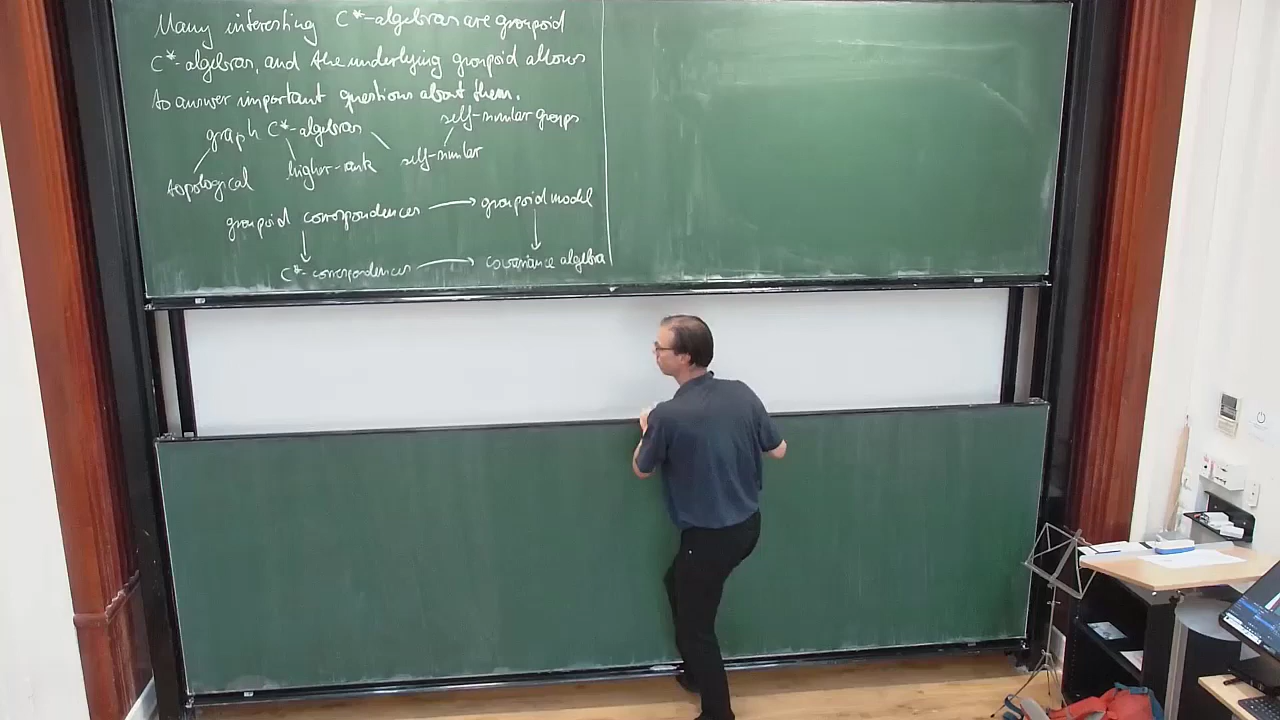 Many interesting C*-algebras are groupoid
C*-algebras, and the underlying groupoid allows
to answer important questions about them.
self-similar groups
graph C*-algebras
topological higher-rank self-similar
groupoid correspondences → groupoid model
↓ ↓
C*-correspondences → covariance algebra